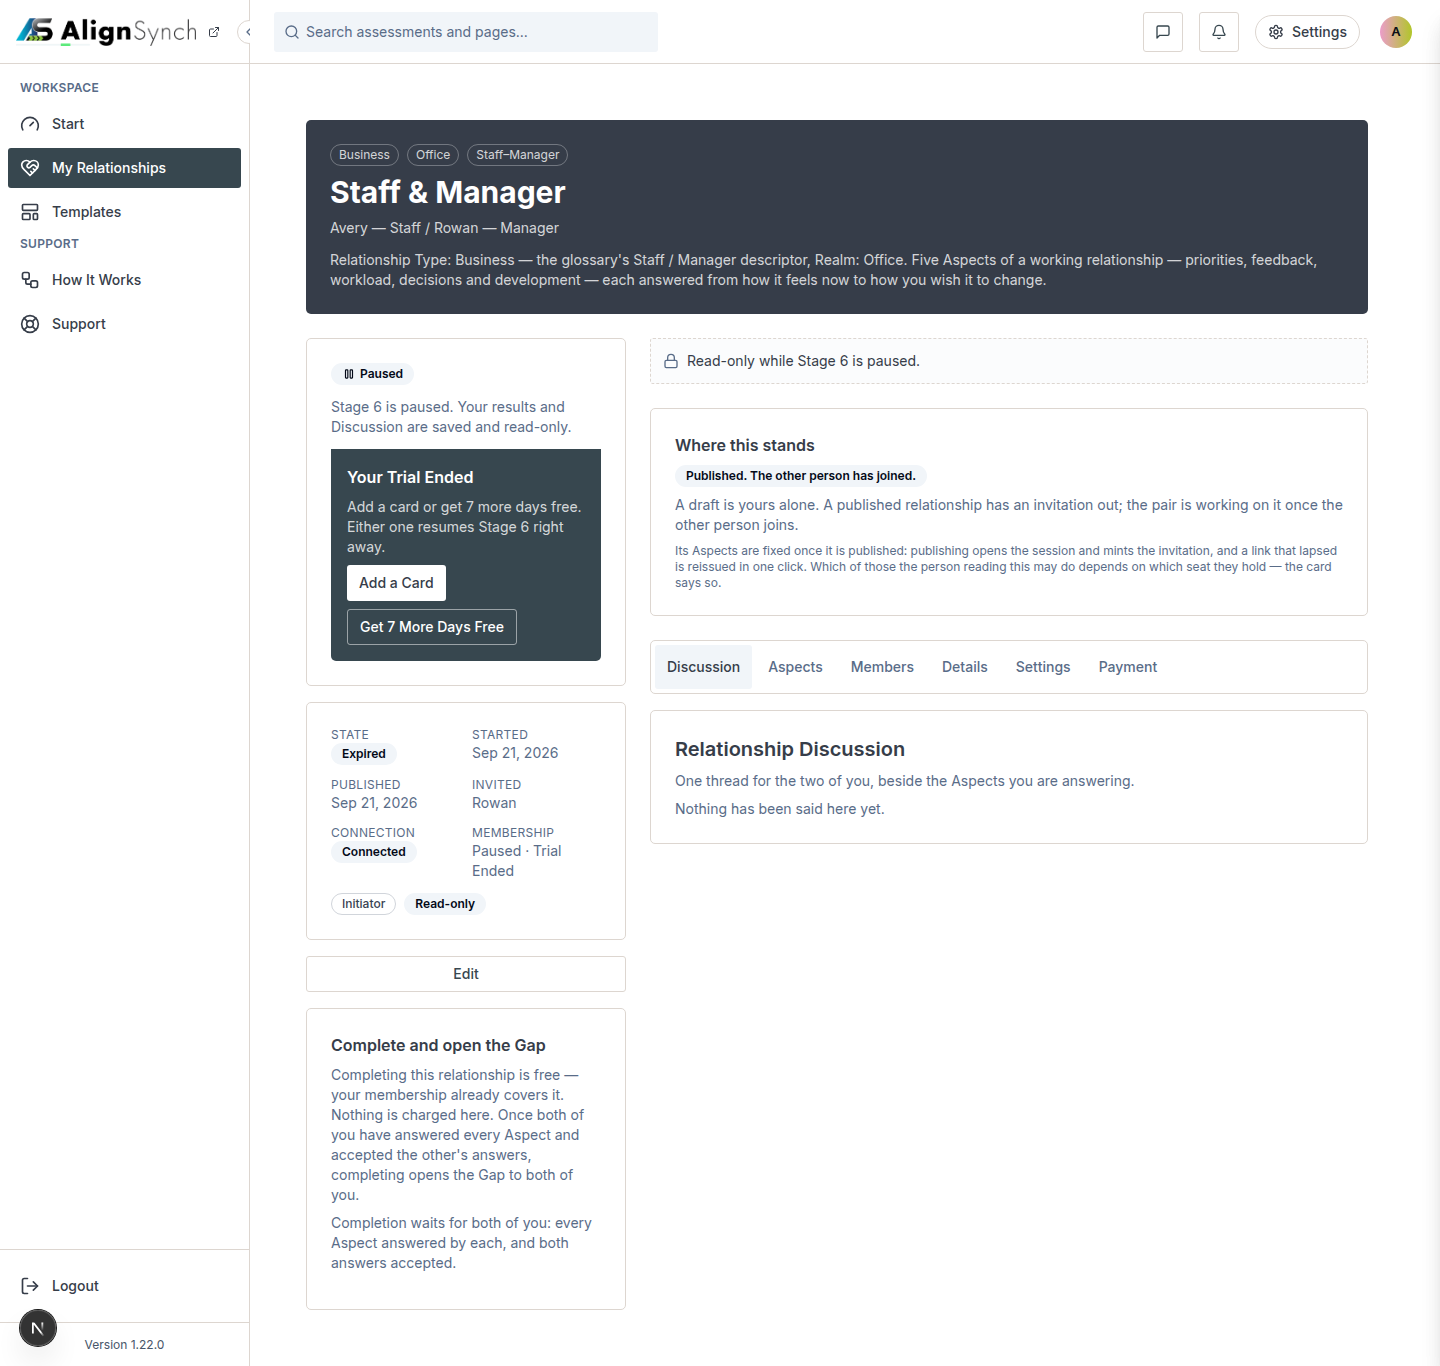 AlignSynch
Search assessments and pages...
Settings
A
WORKSPACE
Start
My Relationships
Templates
SUPPORT
How It Works
Support
Logout
N
Version 1.22.0
Business
Office
Staff–Manager
Staff & Manager
Avery — Staff / Rowan — Manager
Relationship Type: Business — the glossary's Staff / Manager descriptor, Realm: Office. Five Aspects of a working relationship — priorities, feedback,
workload, decisions and development — each answered from how it feels now to how you wish it to change.
Paused
Stage 6 is paused. Your results and
Discussion are saved and read-only.
Your Trial Ended
Add a card or get 7 more days free.
Either one resumes Stage 6 right
away.
Add a Card
Get 7 More Days Free
STATE
Expired
STARTED
Sep 21, 2026
PUBLISHED
Sep 21, 2026
INVITED
Rowan
CONNECTION
Connected
MEMBERSHIP
Paused · Trial
Ended
Initiator
Read-only
Edit
Complete and open the Gap
Completing this relationship is free —
your membership already covers it.
Nothing is charged here. Once both of
you have answered every Aspect and
accepted the other's answers,
completing opens the Gap to both of
you.
Completion waits for both of you: every
Aspect answered by each, and both
answers accepted.
Read-only while Stage 6 is paused.
Where this stands
Published. The other person has joined.
A draft is yours alone. A published relationship has an invitation out; the pair is working on it once the
other person joins.
Its Aspects are fixed once it is published: publishing opens the session and mints the invitation, and a link that lapsed
is reissued in one click. Which of those the person reading this may do depends on which seat they hold — the card
says so.
Discussion
Aspects
Members
Details
Settings
Payment
Relationship Discussion
One thread for the two of you, beside the Aspects you are answering.
Nothing has been said here yet.